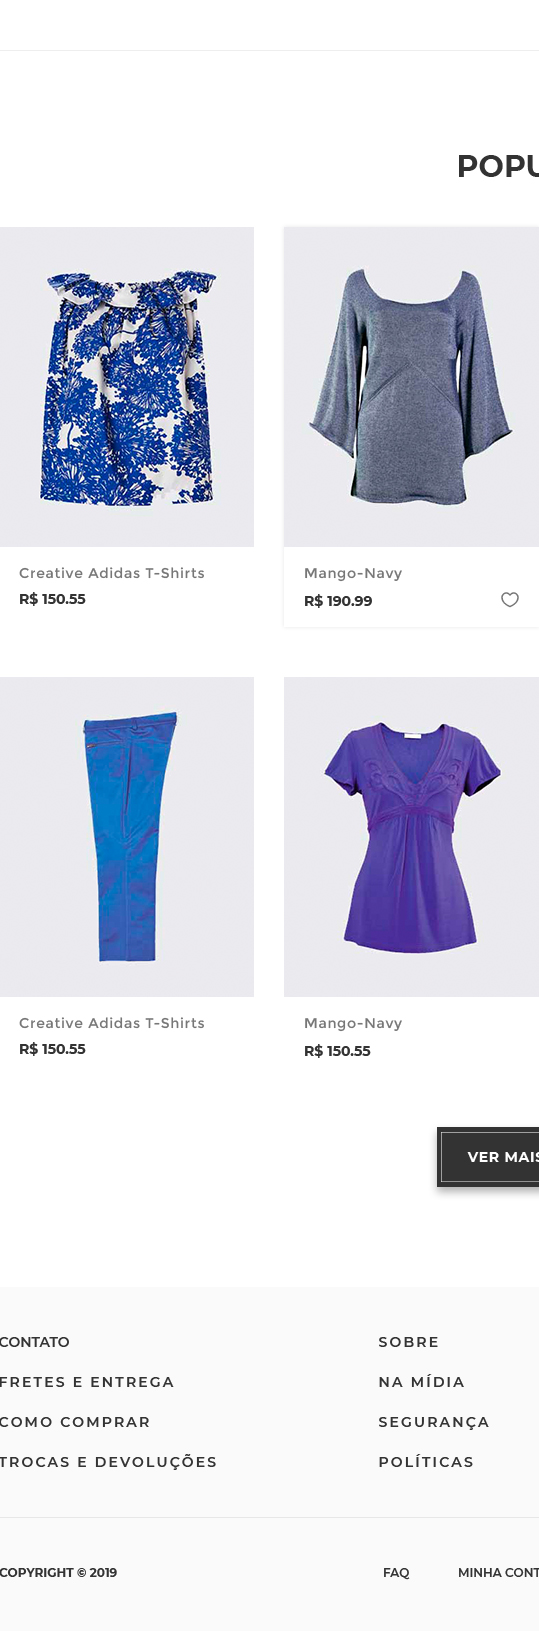 POPU
Creative Adidas T-Shirts
R$ 150.55
Mango-Navy
R$ 190.99
Creative Adidas T-Shirts
R$ 150.55
Mango-Navy
R$ 150.55
VER MAIS
CONTATO
FRETES E ENTREGA
COMO COMPRAR
TROCAS E DEVOLUÇÕES
SOBRE
NA MÍDIA
SEGURANÇA
POLÍTICAS
COPYRIGHT © 2019
FAQ
MINHA CONT